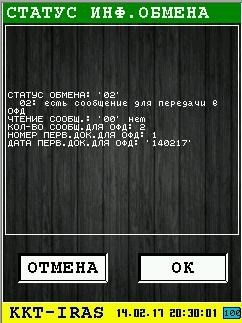 СТАТУС ИНФ.ОБМЕНА
СТАТУС ОБМЕНА: '02'
02: есть сообщение для передачи в
ОФД
ЧТЕНИЕ СООБЩ.: '00' нет
КОЛ-ВО СООБЩ.ДЛЯ ОФД: 2
НОМЕР ПЕРВ.ДОК.ДЛЯ ОФД: 1
ДАТА ПЕРВ.ДОК.ДЛЯ ОФД: '140217'
ОТМЕНА
ОК
KKT-IRAS 14.02.17 20:30:01 100